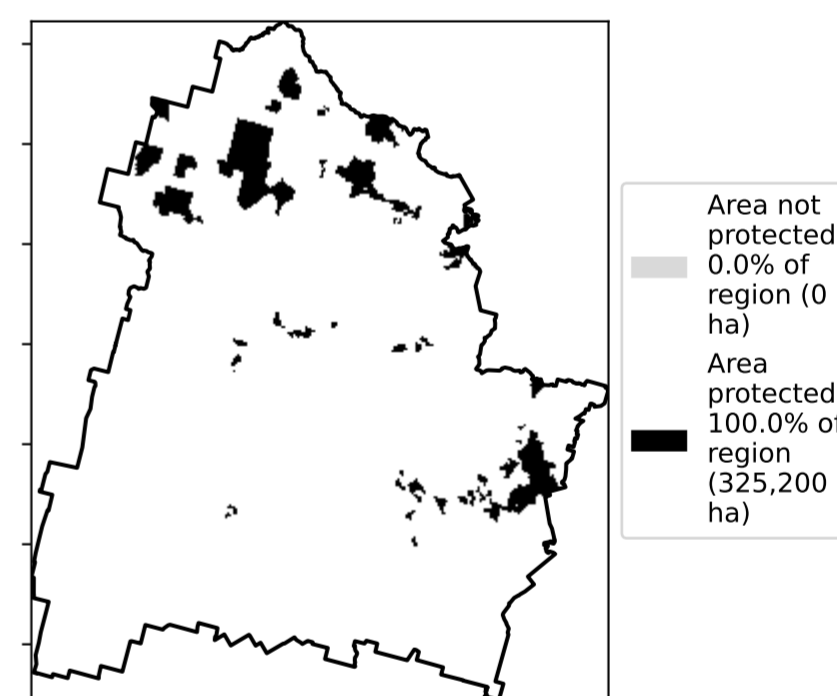 Area not
protected
0.0% of
region (0
ha)
Area
protected
100.0% of
region
(325,200
ha)